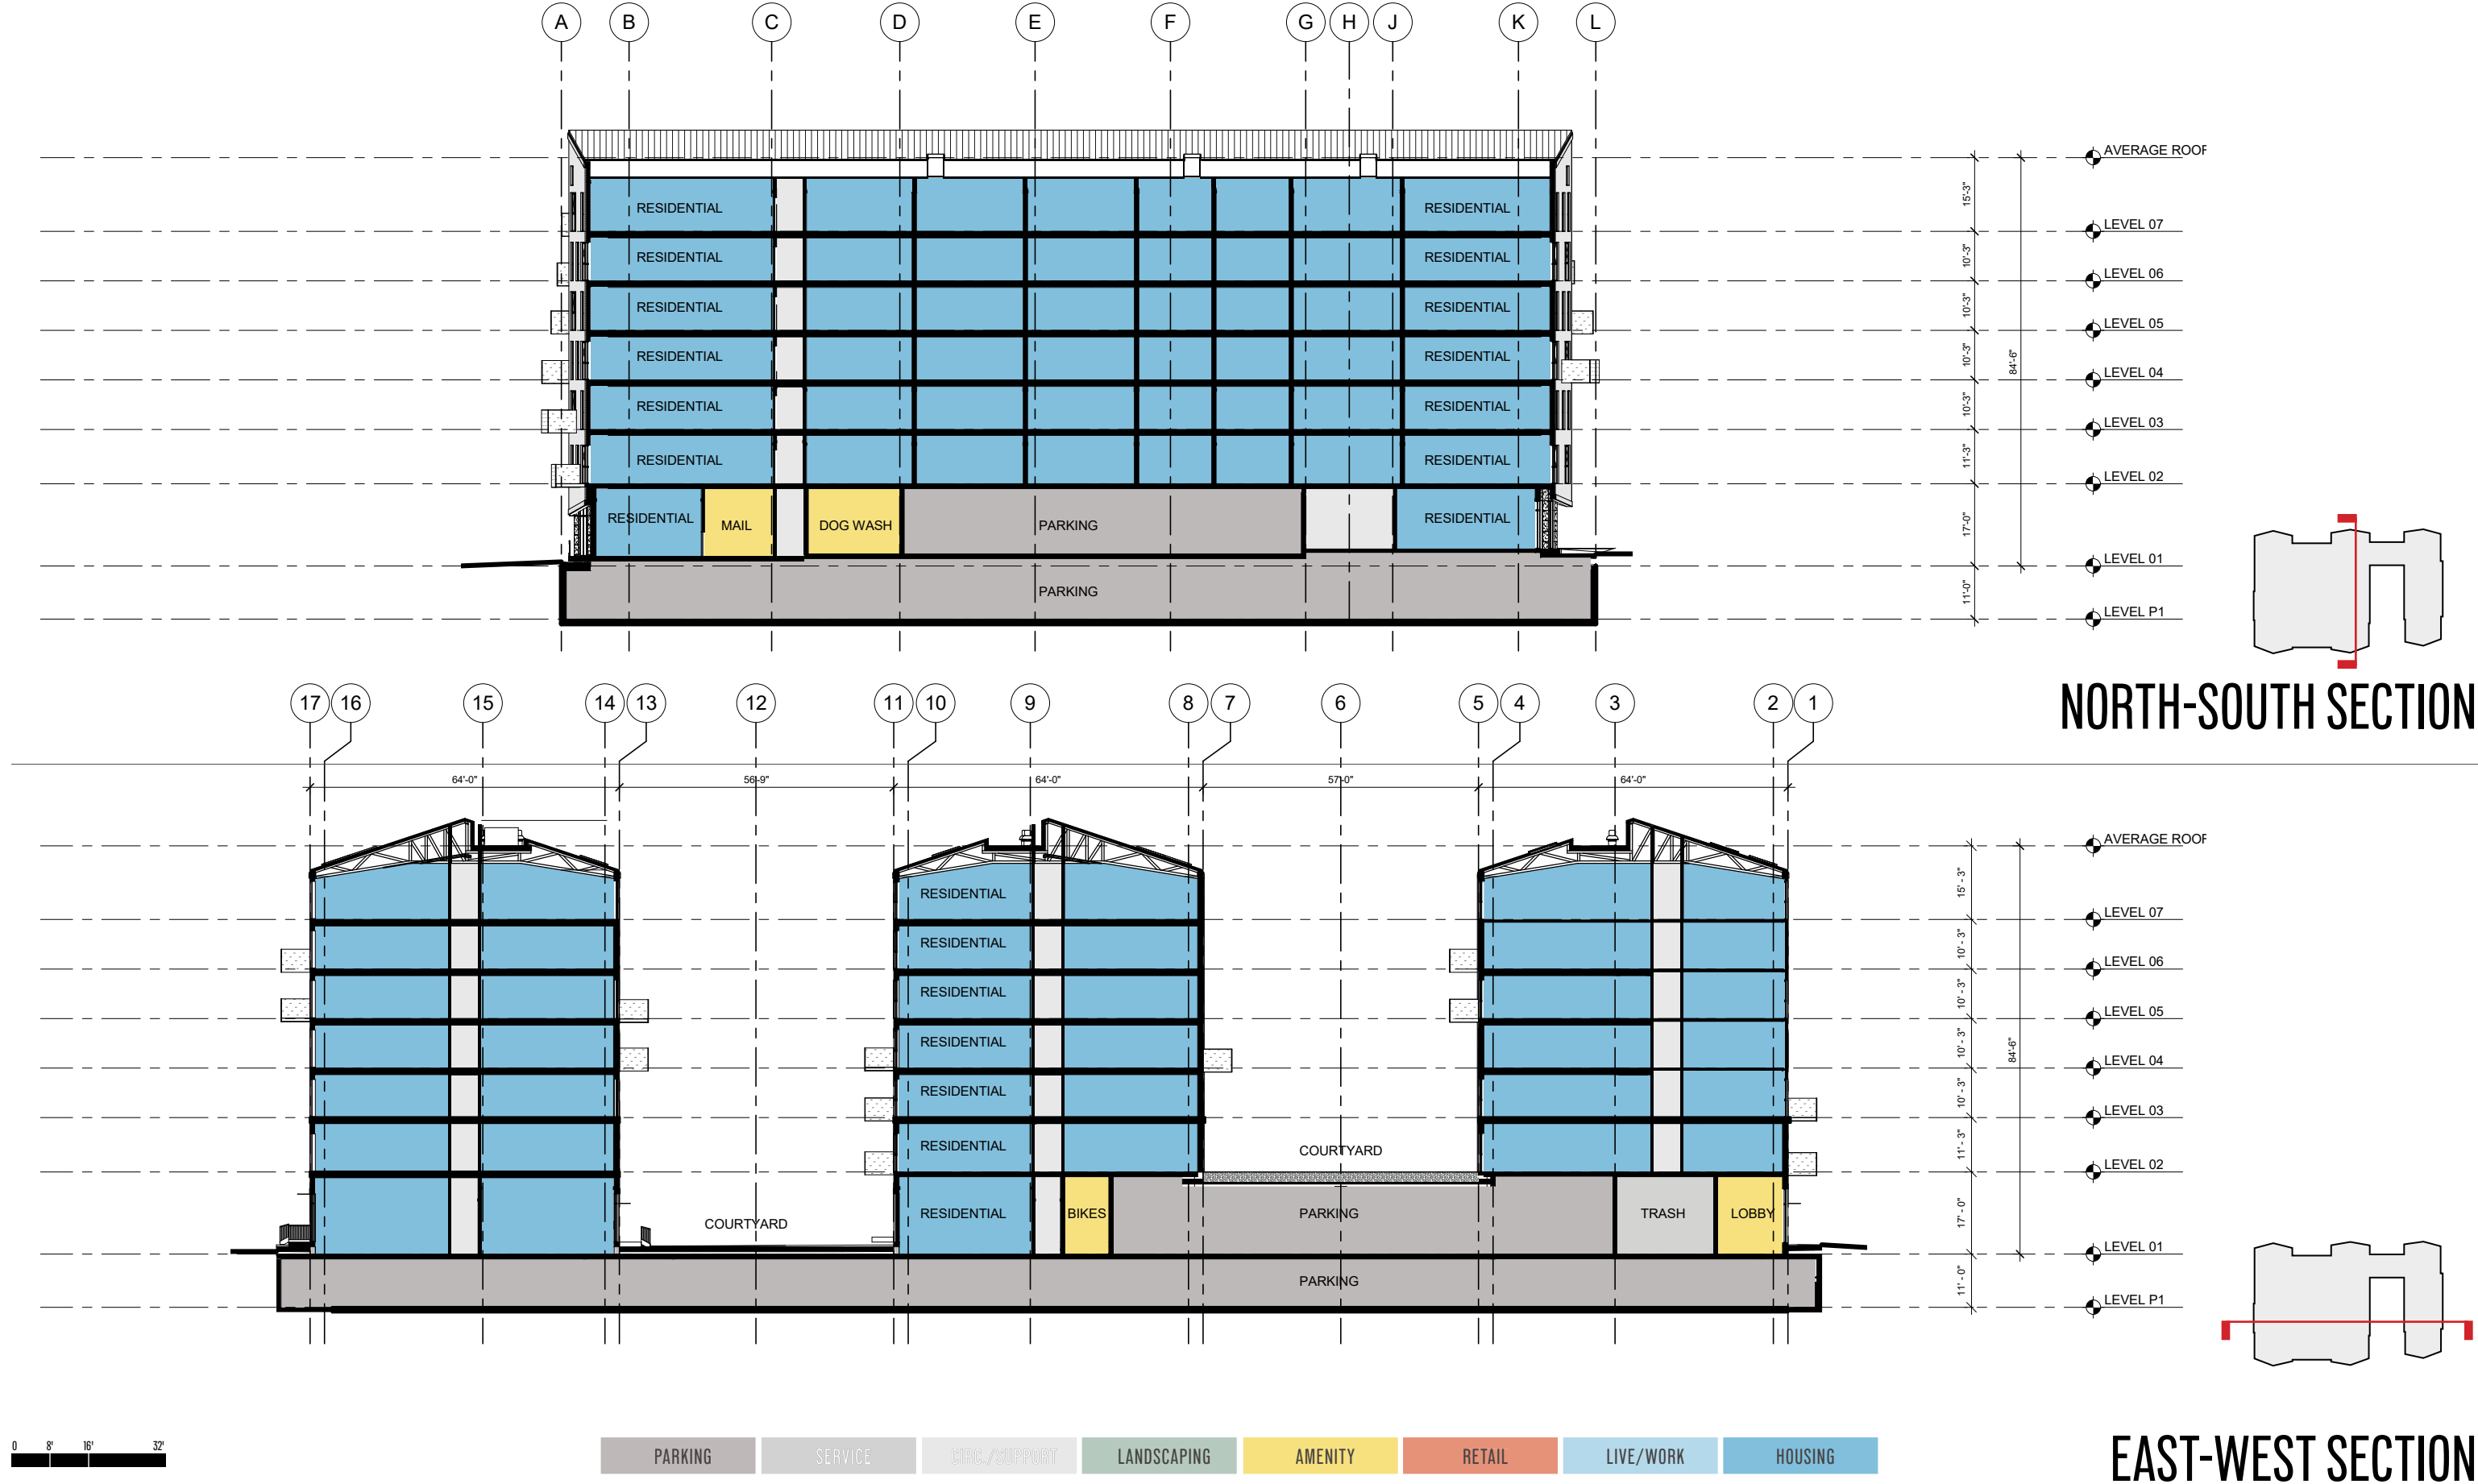 A B C D E F G H J K L
AVERAGE ROOF
15'-3"
RESIDENTIAL RESIDENTIAL
LEVEL 07
10'-3"
RESIDENTIAL RESIDENTIAL
LEVEL 06
10'-3"
RESIDENTIAL RESIDENTIAL
LEVEL 05
10'-3"
84'-6"
RESIDENTIAL RESIDENTIAL
LEVEL 04
10'-3"
RESIDENTIAL RESIDENTIAL
LEVEL 03
11'-3"
RESIDENTIAL RESIDENTIAL
LEVEL 02
17'-0"
RESIDENTIAL MAIL DOG WASH PARKING RESIDENTIAL
LEVEL 01
11'-0"
PARKING
LEVEL P1
NORTH-SOUTH SECTION
17 16 15 14 13 12 11 10 9 8 7 6 5 4 3 2 1
64'-0" 56'-9" 64'-0" 57'-0" 64'-0"
AVERAGE ROOF
15' - 3"
RESIDENTIAL
LEVEL 07
10' - 3"
RESIDENTIAL
LEVEL 06
10' - 3"
RESIDENTIAL
LEVEL 05
10' - 3"
84'-6"
RESIDENTIAL
LEVEL 04
10' - 3"
RESIDENTIAL
LEVEL 03
11' - 3"
RESIDENTIAL COURTYARD
LEVEL 02
17' - 0"
COURTYARD RESIDENTIAL BIKES PARKING TRASH LOBBY
LEVEL 01
11' - 0"
PARKING
LEVEL P1
0 8' 16' 32'
PARKING SERVICE CIRC./SUPPORT LANDSCAPING AMENITY RETAIL LIVE/WORK HOUSING
EAST-WEST SECTION